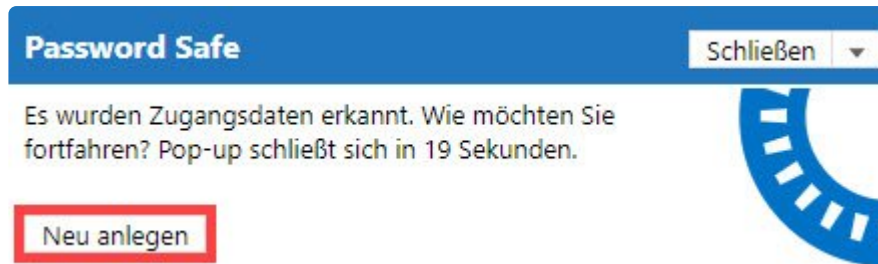 Password Safe
Schließen
Es wurden Zugangsdaten erkannt. Wie möchten Sie
fortfahren? Pop-up schließt sich in 19 Sekunden.
Neu anlegen